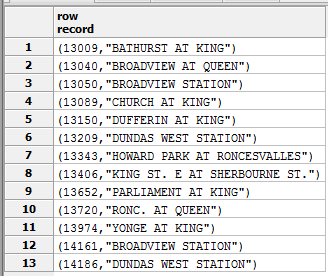 row
record
1 (13009,"BATHURST AT KING")
2 (13040,"BROADVIEW AT QUEEN")
3 (13050,"BROADVIEW STATION")
4 (13089,"CHURCH AT KING")
5 (13150,"DUFFERIN AT KING")
6 (13209,"DUNDAS WEST STATION")
7 (13343,"HOWARD PARK AT RONCESVALLES")
8 (13406,"KING ST. E AT SHERBOURNE ST.")
9 (13652,"PARLIAMENT AT KING")
10 (13720,"RONC. AT QUEEN")
11 (13974,"YONGE AT KING")
12 (14161,"BROADVIEW STATION")
13 (14186,"DUNDAS WEST STATION")